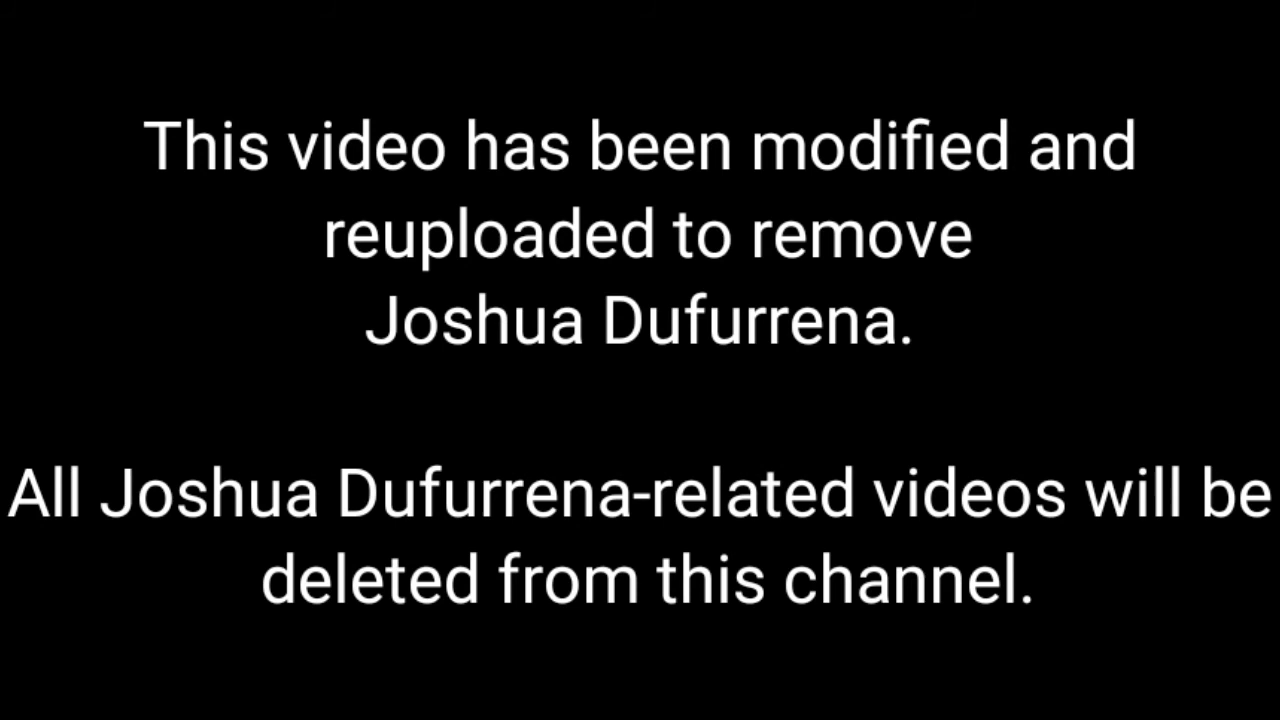 This video has been modified and
reuploaded to remove
Joshua Dufurrena.
All Joshua Dufurrena-related videos will be
deleted from this channel.